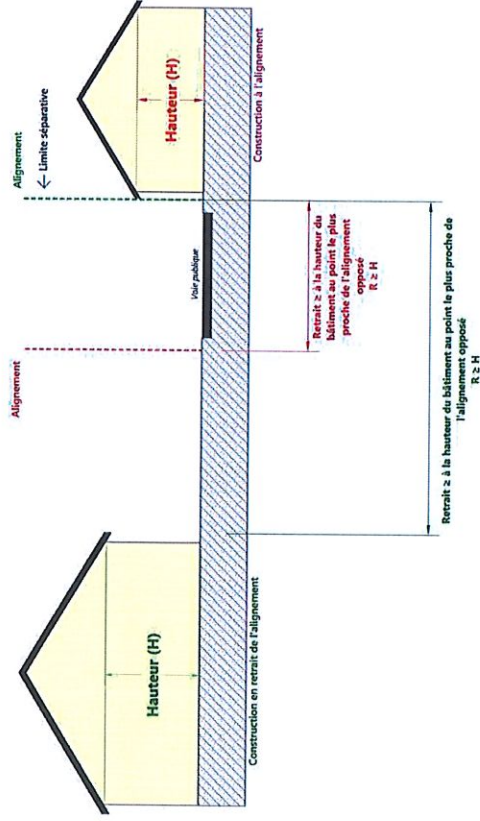 Alignement
Alignement
← Limite séparative
Hauteur (H)
Hauteur (H)
Voie publique
Construction en retrait de l'alignement
Construction à l'alignement
Retrait ≥ à la hauteur du
bâtiment au point le plus
proche de l'alignement
opposé
R ≥ H
Retrait ≥ à la hauteur du bâtiment au point le plus proche de
l'alignement opposé
R ≥ H